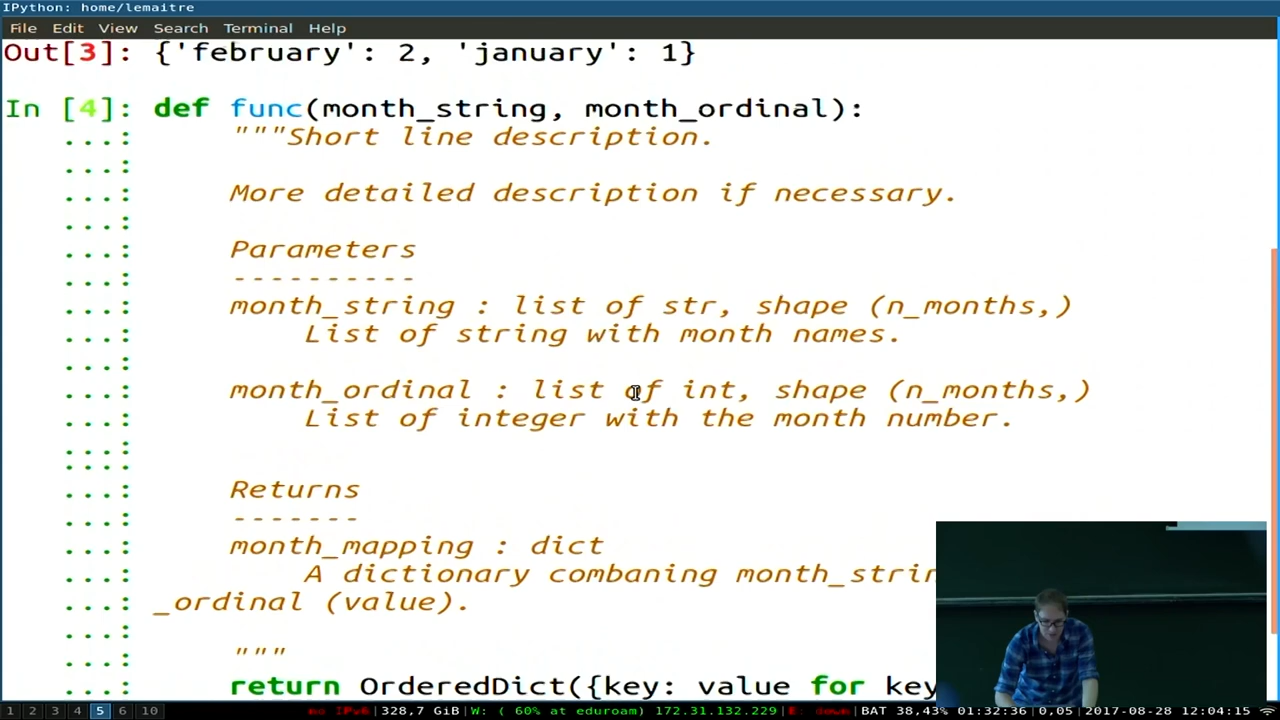 IPython: home/lemaitre
File Edit View Search Terminal Help
Out[3]: {'february': 2, 'january': 1}
In [4]: def func(month_string, month_ordinal):
...: """Short line description.
...:
...: More detailed description if necessary.
...:
...: Parameters
...: ----------
...: month_string : list of str, shape (n_months,)
...: List of string with month names.
...:
...: month_ordinal : list of int, shape (n_months,)
...: List of integer with the month number.
...:
...:
...: Returns
...: -------
...: month_mapping : dict
...: A dictionary combaning month_strin
...: _ordinal (value).
...:
...: """
...: return OrderedDict({key: value for key
1 2 3 4 5 6 10 no IPv6|328,7 GiB|W: ( 60% at eduroam) 172.31.132.229|E: down|BAT 38,43% 01:32:36|0,05|2017-08-28 12:04:15